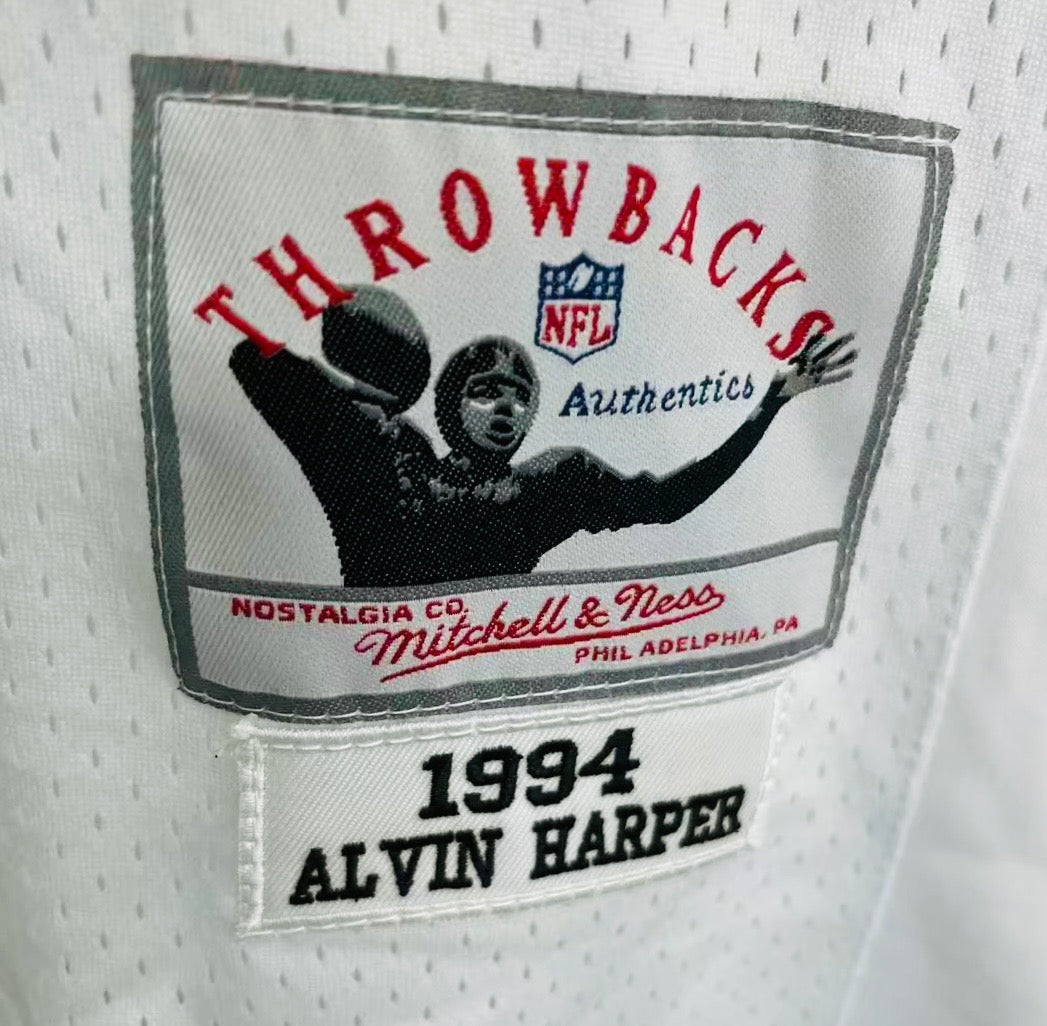 THROWBACKS
NFL
Authentics
NOSTALGIA CO.
Mitchell & Ness
PHILADELPHIA, PA
1994
ALVIN HARPER